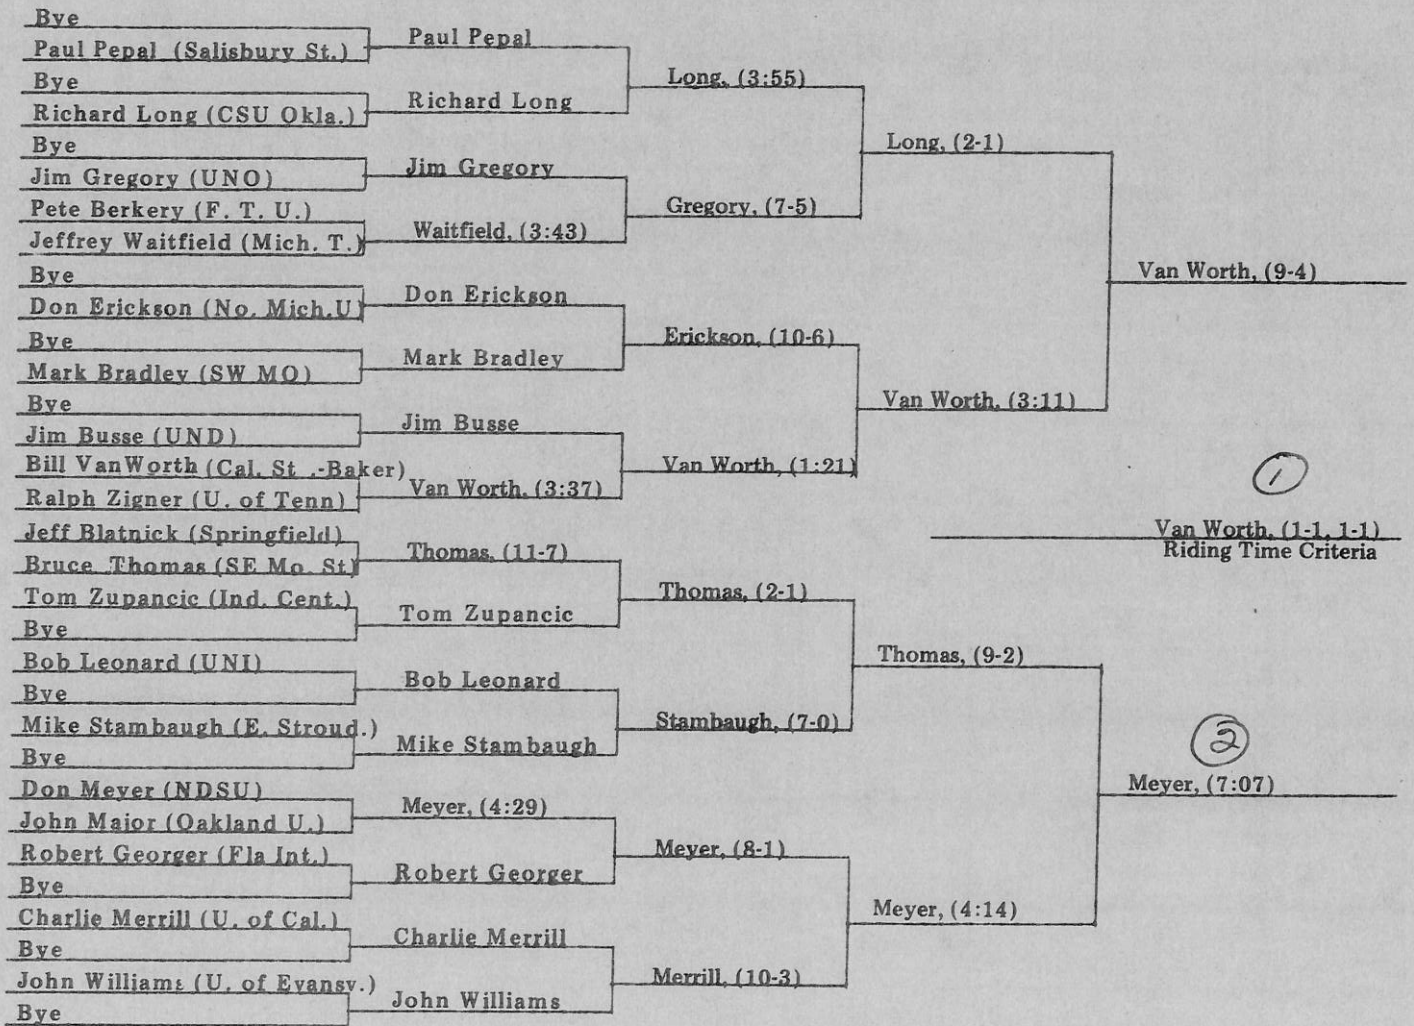 Bye
Paul Pepal (Salisbury St.)
Bye
Richard Long (CSU Okla.)
Bye
Jim Gregory (UNO)
Pete Berkery (F. T. U.)
Jeffrey Waitfield (Mich. T.)
Bye
Don Erickson (No. Mich.U)
Bye
Mark Bradley (SW MO)
Bye
Jim Busse (UND)
Bill VanWorth (Cal. St .-Baker)
Ralph Zigner (U. of Tenn)
Jeff Blatnick (Springfield)
Bruce Thomas (SE Mo. St)
Tom Zupancic (Ind. Cent.)
Bye
Bob Leonard (UNI)
Bye
Mike Stambaugh (E. Stroud.)
Bye
Don Meyer (NDSU)
John Major (Oakland U.)
Robert Georger (Fla Int.)
Bye
Charlie Merrill (U. of Cal.)
Bye
John Williams (U. of Evansv.)
Bye
Paul Pepal
Richard Long
Jim Gregory
Waitfield, (3:43)
Don Erickson
Mark Bradley
Jim Busse
Van Worth, (3:37)
Thomas, (11-7)
Tom Zupancic
Bob Leonard
Mike Stambaugh
Meyer, (4:29)
Robert Georger
Charlie Merrill
John Williams
Long, (3:55)
Gregory, (7-5)
Erickson, (10-6)
Van Worth, (1:21)
Thomas, (2-1)
Stambaugh, (7-0)
Meyer, (8-1)
Merrill, (10-3)
Long, (2-1)
Van Worth, (3:11)
Thomas, (9-2)
Meyer, (4:14)
Van Worth, (9-4)
1
Van Worth, (1-1, 1-1)
Riding Time Criteria
2
Meyer, (7:07)